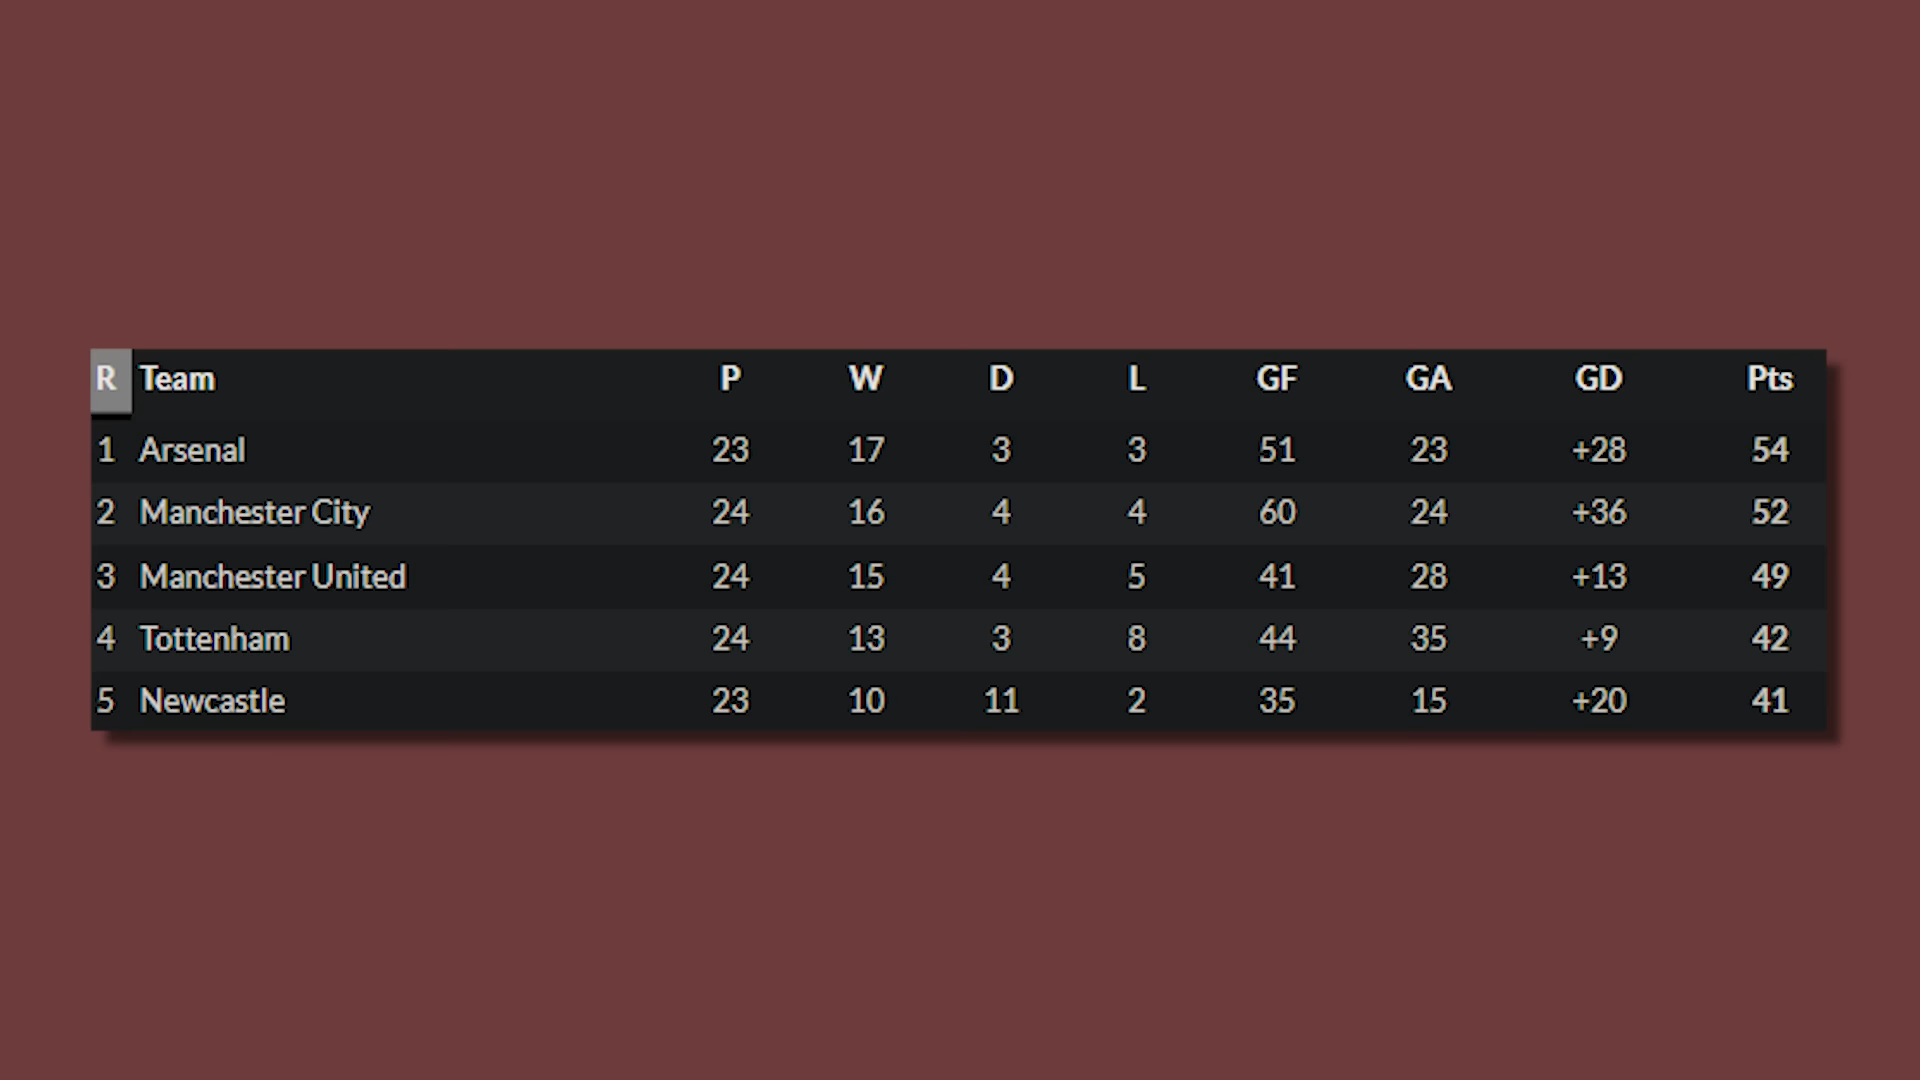 R Team P W D L GF GA GD Pts
1 Arsenal 23 17 3 3 51 23 +28 54
2 Manchester City 24 16 4 4 60 24 +36 52
3 Manchester United 24 15 4 5 41 28 +13 49
4 Tottenham 24 13 3 8 44 35 +9 42
5 Newcastle 23 10 11 2 35 15 +20 41